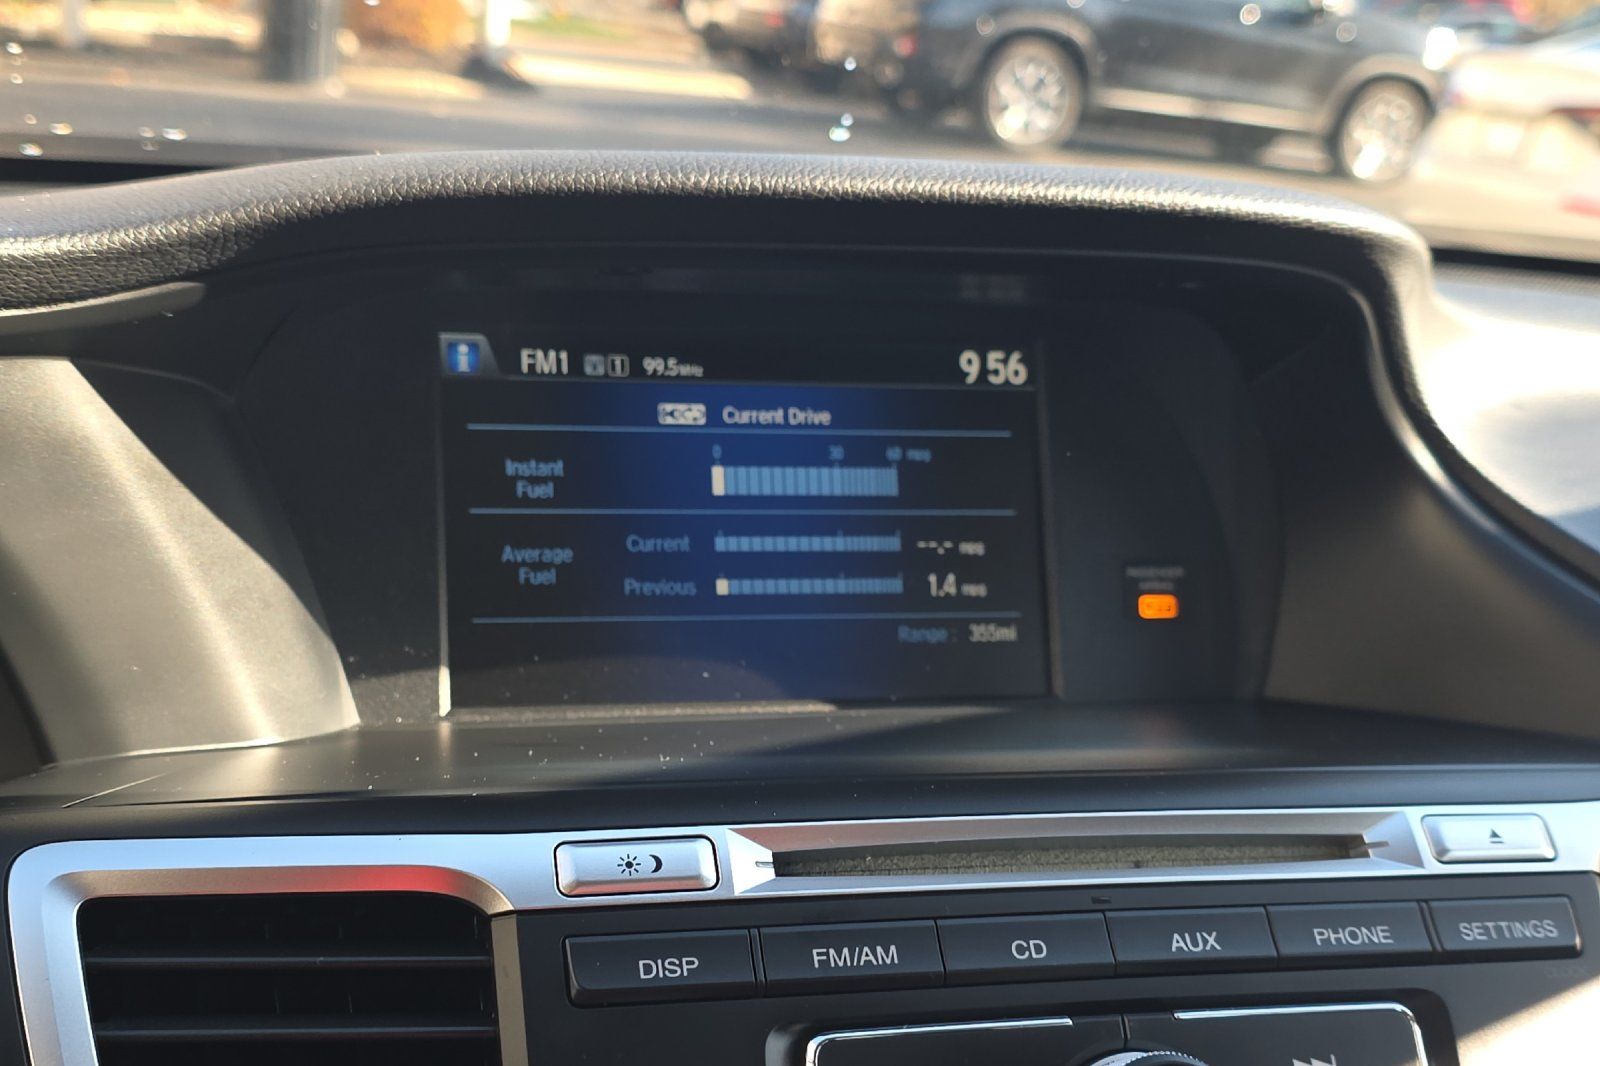 FM1 1 99.5MHz 9 56
Current Drive
0 30 60 mpg
Instant
Fuel
Average
Fuel
Current --.- mpg
Previous 1.4 mpg
Range : 355mi
DISP FM/AM CD AUX PHONE SETTINGS